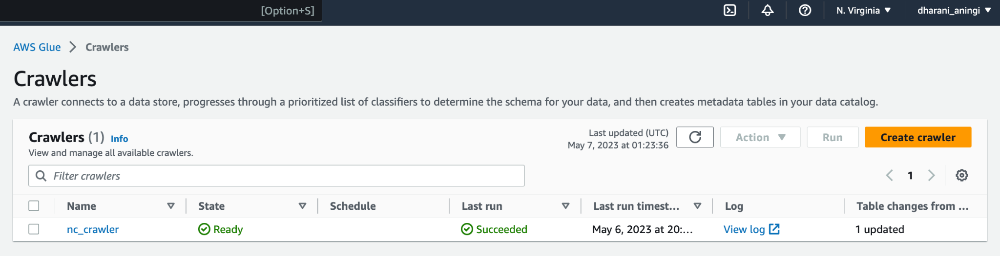 [Option+S]
N. Virginia
dharani_aningi
AWS Glue
Crawlers
Crawlers
A crawler connects to a data store, progresses through a prioritized list of classifiers to determine the schema for your data, and then creates metadata tables in your data catalog.
Crawlers (1) Info
View and manage all available crawlers.
Last updated (UTC)
May 7, 2023 at 01:23:36
Action
Run
Create crawler
Filter crawlers
1
Name State Schedule Last run Last run timest... Log Table changes from ...
nc_crawler Ready Succeeded May 6, 2023 at 20:... View log 1 updated